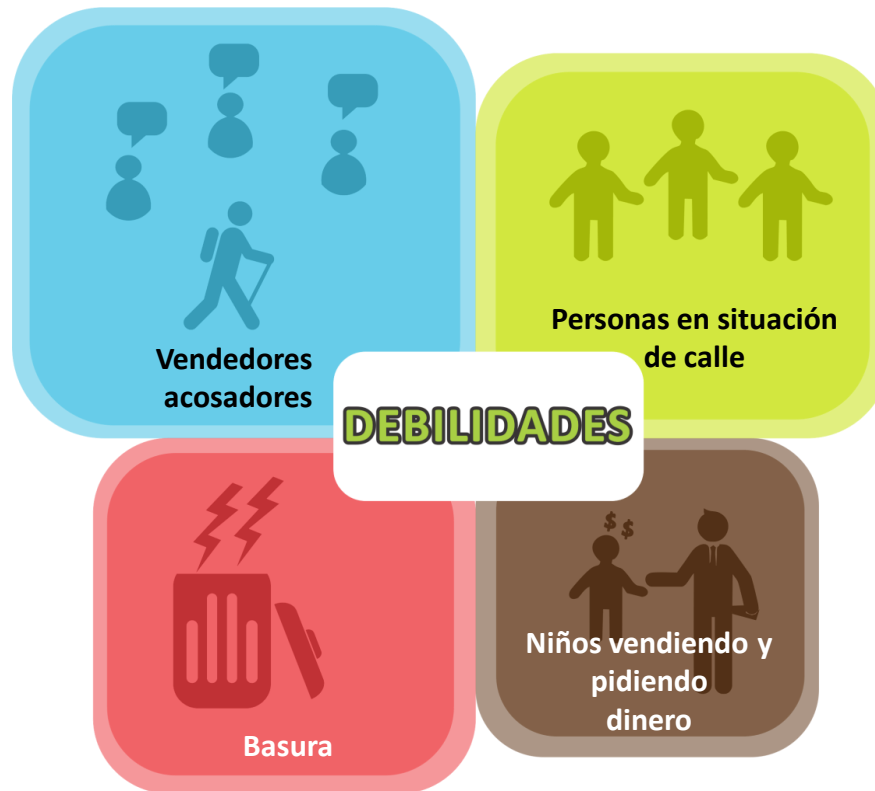 Vendedores
acosadores
Personas en situación
de calle
DEBILIDADES
Basura
$ $
Niños vendiendo y
pidiendo
dinero